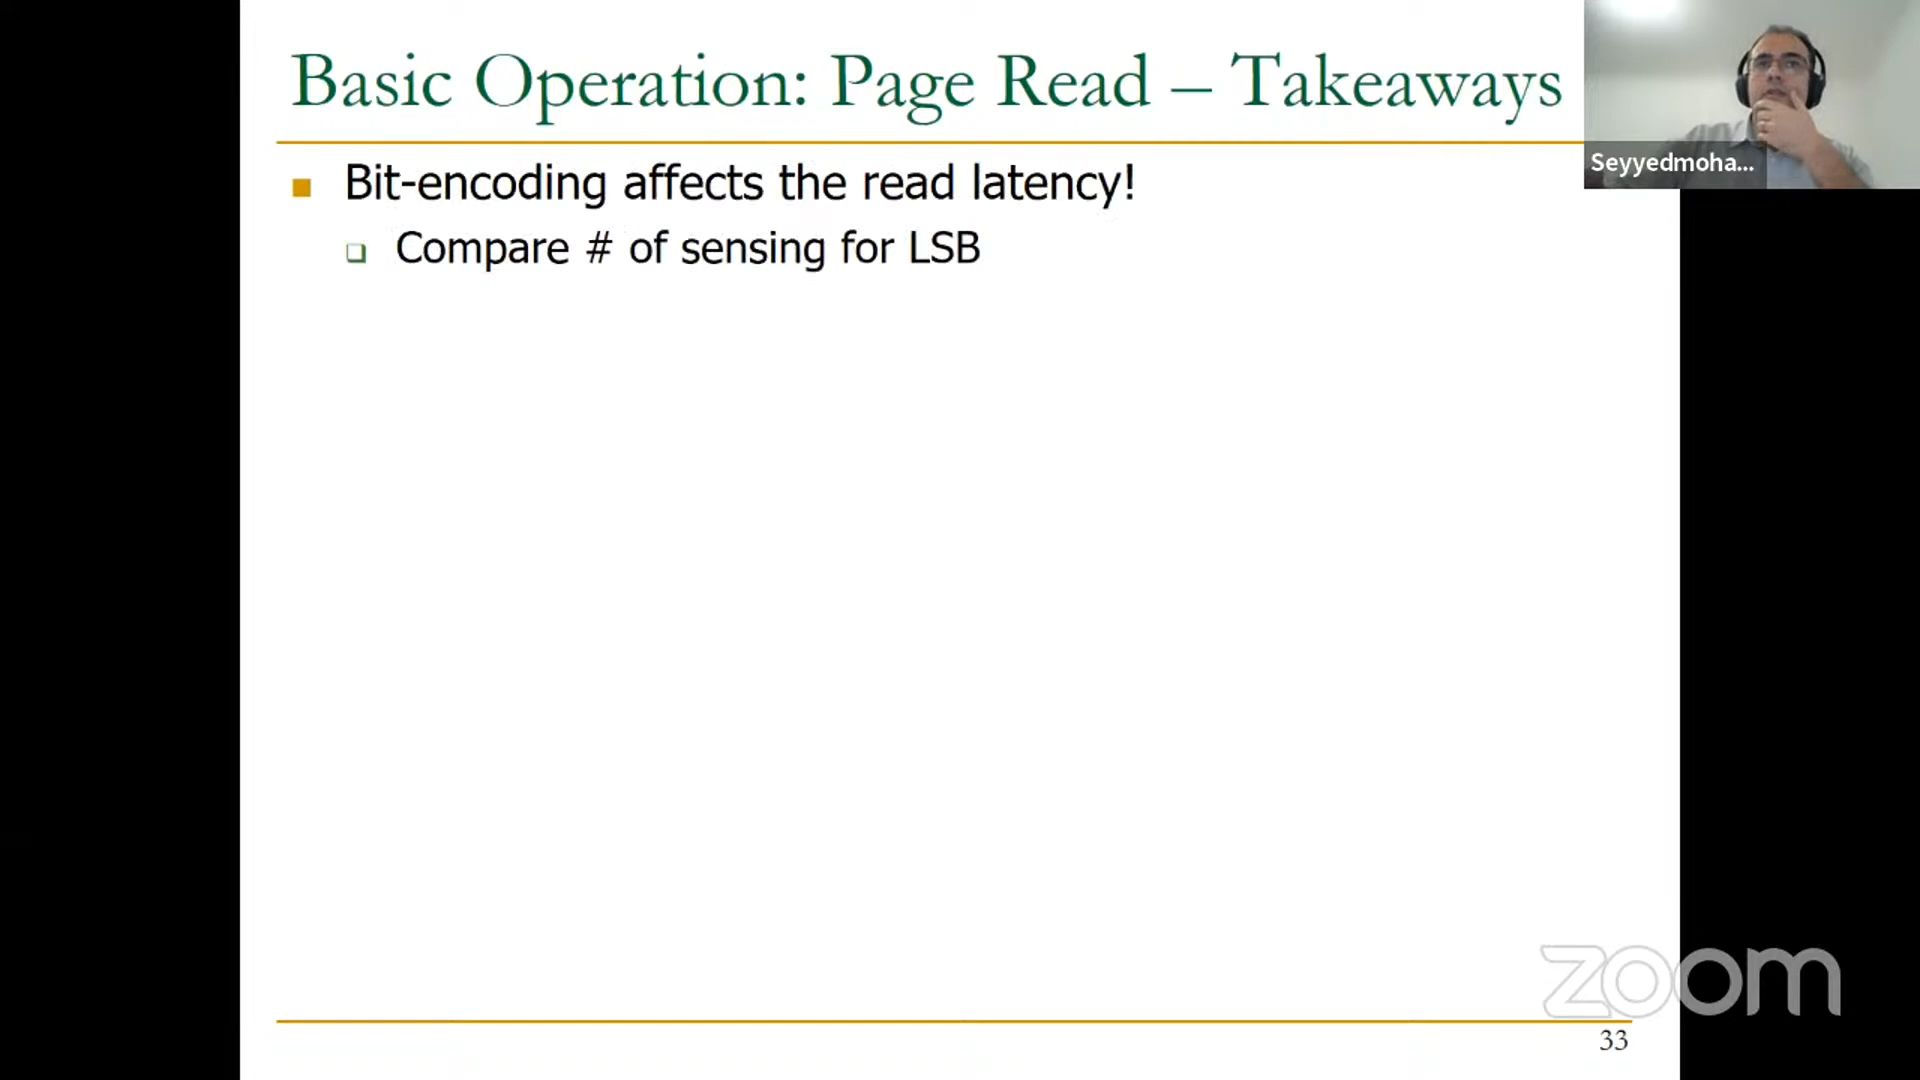 Basic Operation: Page Read – Takeaways
Seyyedmoha...
Bit-encoding affects the read latency!
Compare # of sensing for LSB
zoom
33